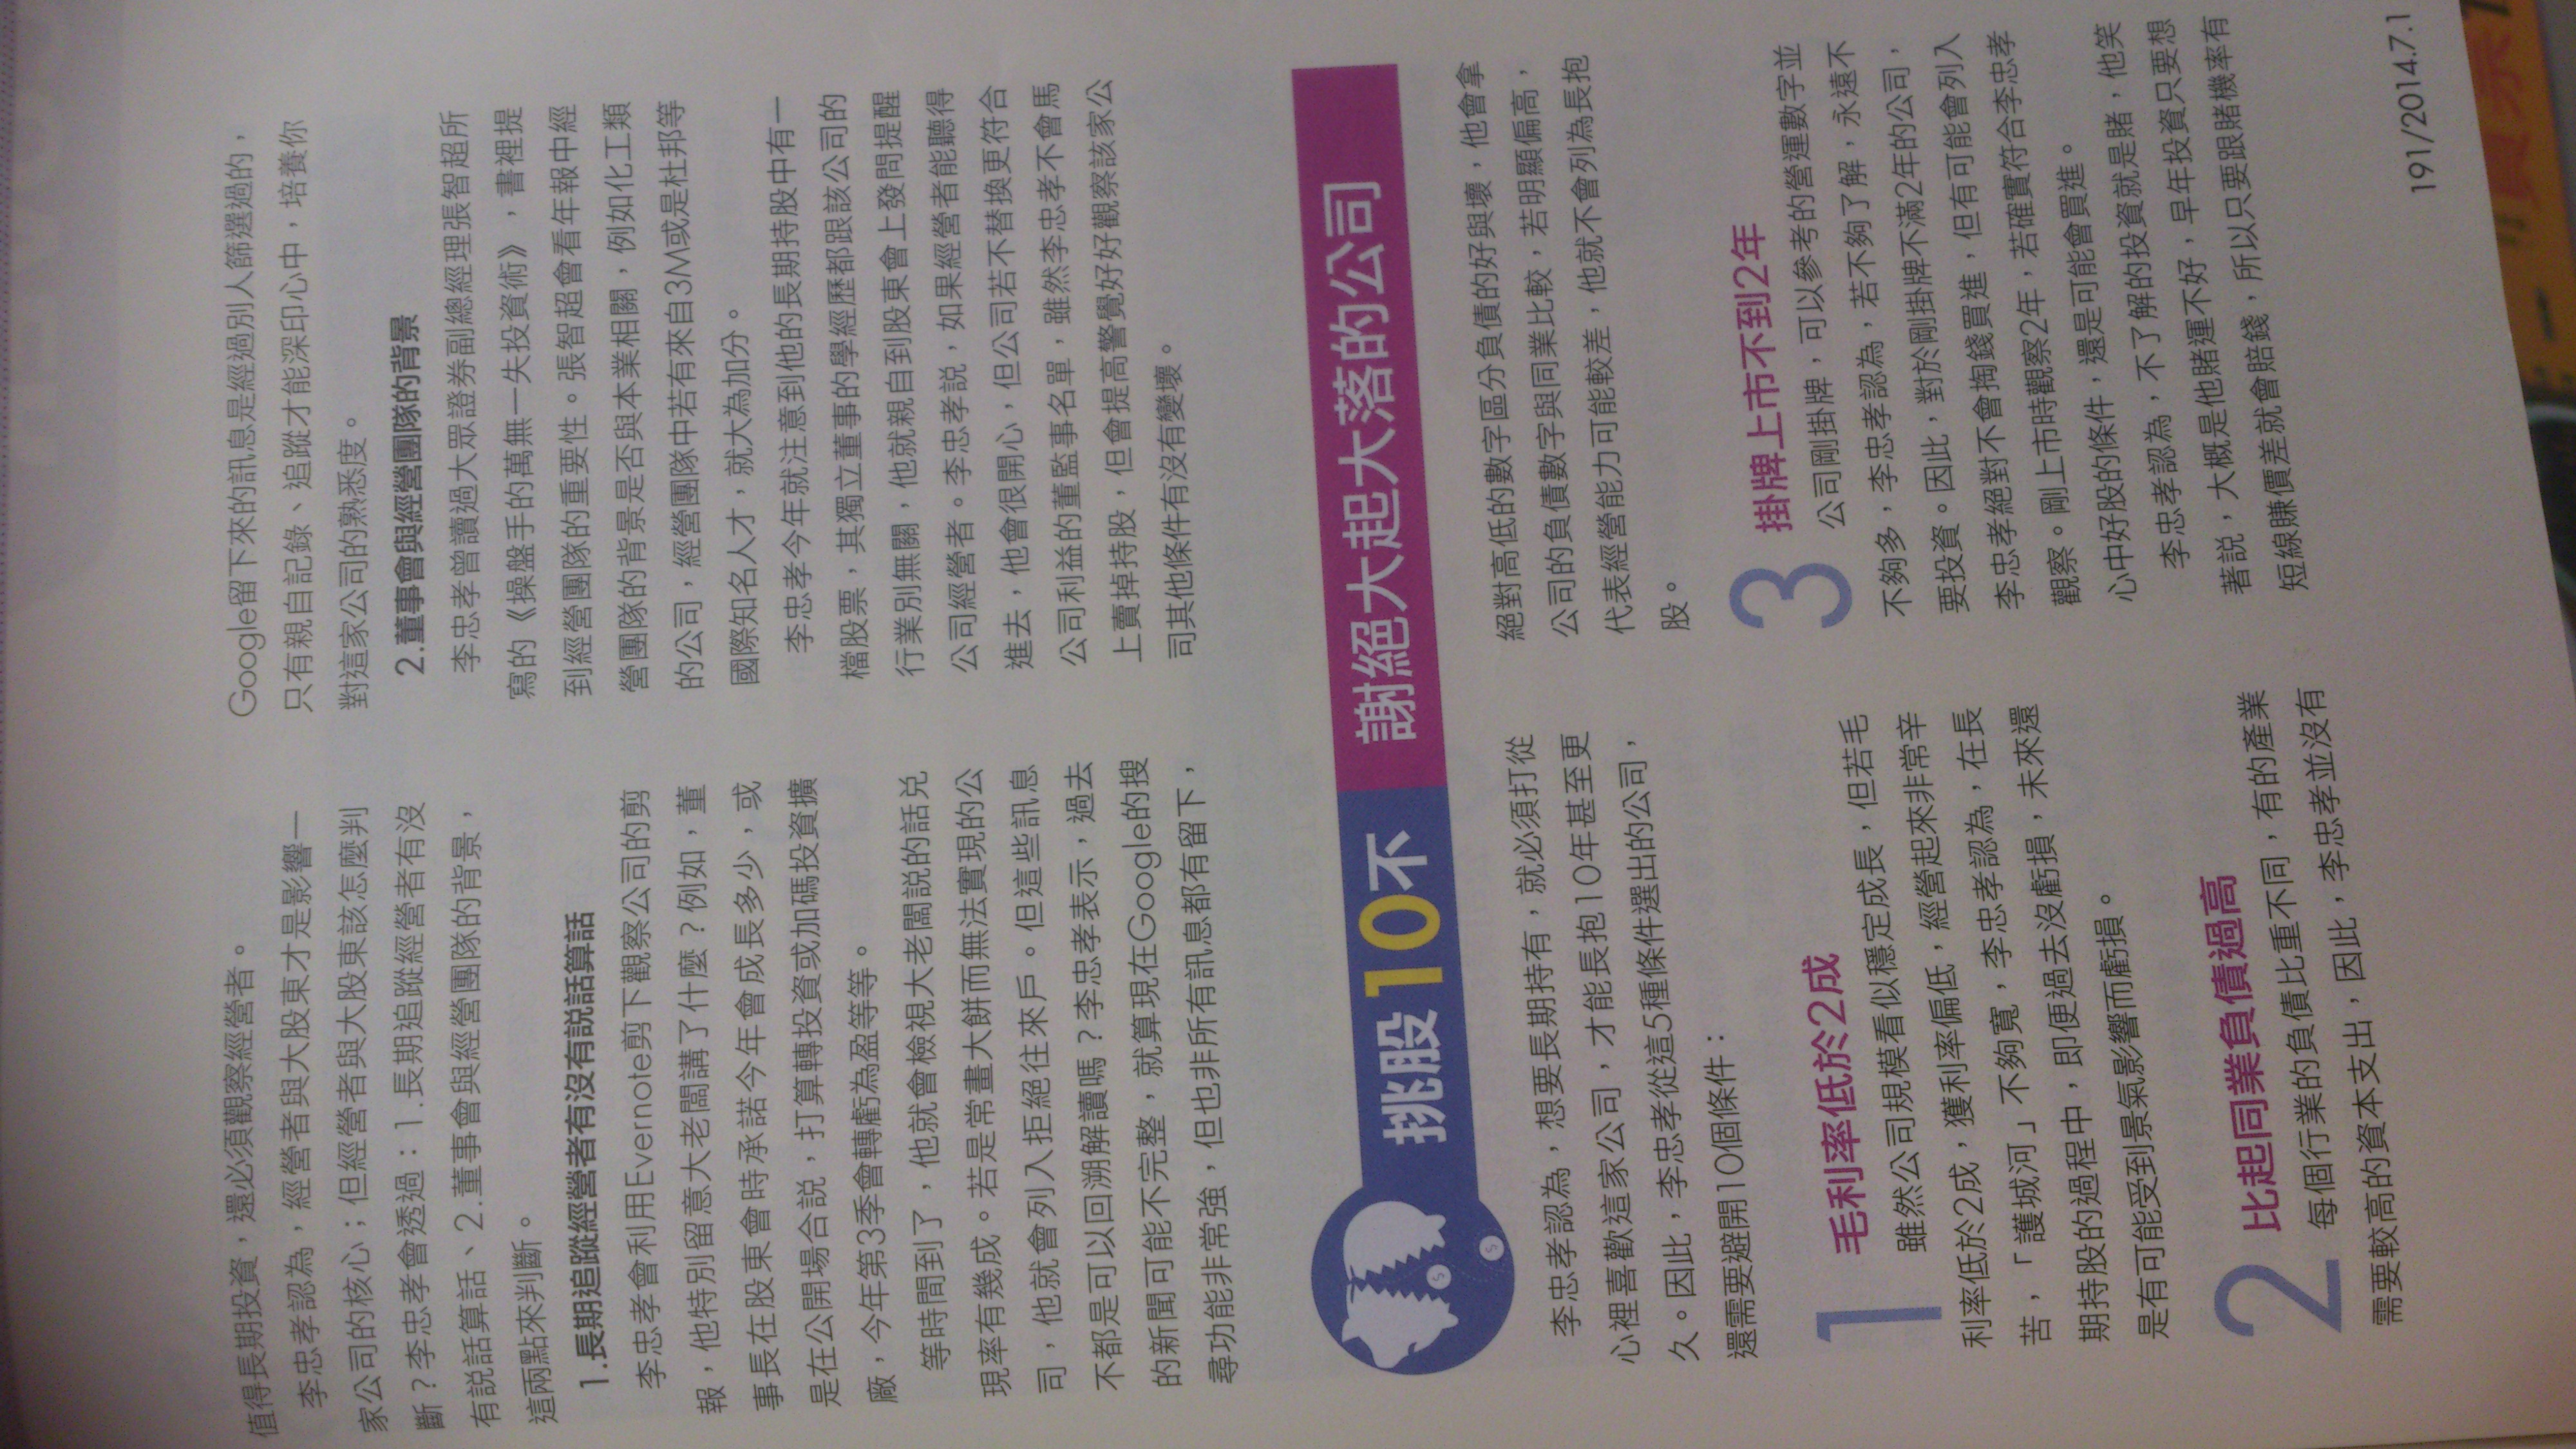 值得長期投資，還必須觀察經營者。
李忠孝認為，經營者與大股東才是影響一
家公司的核心；但經營者與大股東該怎麼判
斷？李忠孝會透過：1.長期追蹤經營者有沒
有說話算話、2.董事會與經營團隊的背景，
這兩點來判斷。
1.長期追蹤經營者有沒有說話算話
李忠孝會利用Evernote剪下觀察公司的剪
報，他特別留意大老闆講了什麼？例如，董
事長在股東會時承諾今年會成長多少，或
是在公開場合說，打算轉投資或加碼投資擴
廠，今年第3季會轉虧為盈等等。
等時間到了，他就會檢視大老闆說的話兌
現率有幾成。若是常畫大餅而無法實現的公
司，他就會列入拒絕往來戶。但這些訊息
不都是可以回溯解讀嗎？李忠孝表示，過去
的新聞可能不完整，就算現在Google的搜
尋功能非常強，但也非所有訊息都有留下，
Google留下來的訊息是經過別人篩選過的，
只有親自記錄、追蹤才能深印心中，培養你
對這家公司的熟悉度。
2.董事會與經營團隊的背景
李忠孝曾讀過大眾證券副總經理張智超所
寫的《操盤手的萬無一失投資術》，書裡提
到經營團隊的重要性。張智超會看年報中經
營團隊的背景是否與本業相關，例如化工類
的公司，經營團隊中若有來自3M或是杜邦等
國際知名人才，就大為加分。
李忠孝今年就注意到他的長期持股中有一
檔股票，其獨立董事的學經歷都跟該公司的
行業別無關，他就親自到股東會上發問提醒
公司經營者。李忠孝說，如果經營者能聽得
進去，他會很開心，但公司若不替換更符合
公司利益的董監事名單，雖然李忠孝不會馬
上賣掉持股，但會提高警覺好好觀察該家公
司其他條件有沒有變壞。
挑股10不 謝絕大起大落的公司
李忠孝認為，想要長期持有，就必須打從
心裡喜歡這家公司，才能長抱10年甚至更
久。因此，李忠孝從這5種條件選出的公司，
還需要避開10個條件：
1 毛利率低於2成
雖然公司規模看似穩定成長，但若毛
利率低於2成，獲利率偏低，經營起來非常辛
苦，「護城河」不夠寬，李忠孝認為，在長
期持股的過程中，即便過去沒虧損，未來還
是有可能受到景氣影響而虧損。
2 比起同業負債過高
每個行業的負債比重不同，有的產業
需要較高的資本支出，因此，李忠孝並沒有
絕對高低的數字區分負債的好與壞，他會拿
公司的負債數字與同業比較，若明顯偏高，
代表經營能力可能較差，他就不會列為長抱
股。
3 掛牌上市不到2年
公司剛掛牌，可以參考的營運數字並
不夠多，李忠孝認為，若不夠了解，永遠不
要投資。因此，對於剛掛牌不滿2年的公司，
李忠孝絕對不會掏錢買進，但有可能會列入
觀察。剛上市時觀察2年，若確實符合李忠孝
心中好股的條件，還是可能會買進。
李忠孝認為，不了解的投資就是賭，他笑
著說，大概是他賭運不好，早年投資只要想
短線賺價差就會賠錢，所以只要跟賭機率有
191/2014.7.1